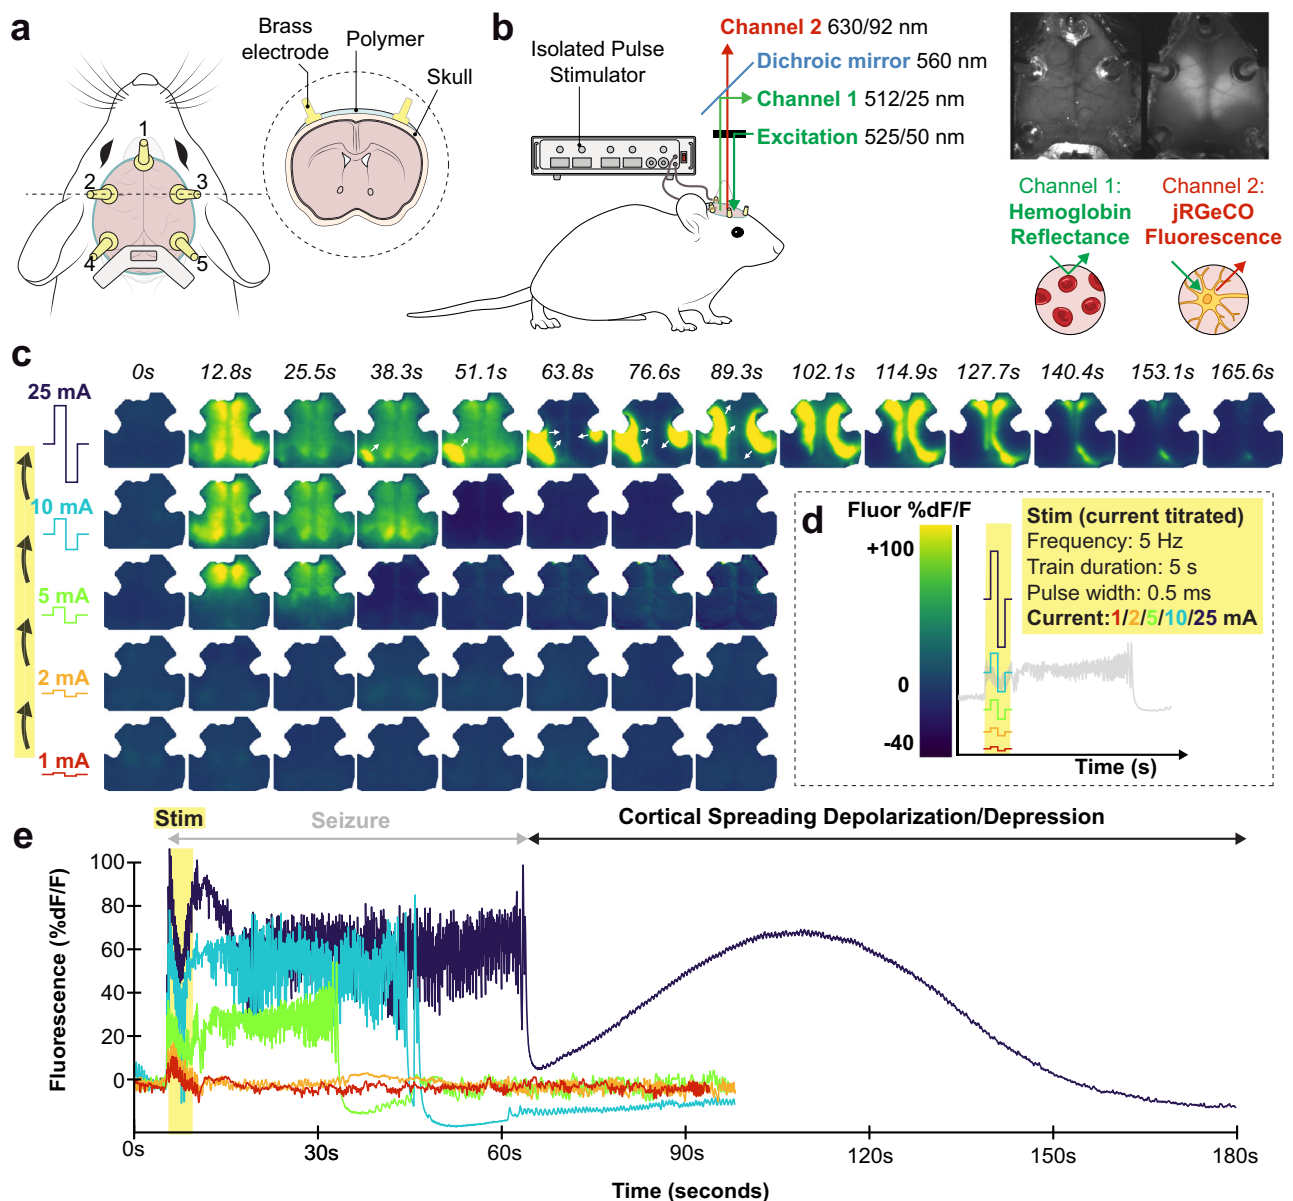 a
Brass
electrode
Polymer
Skull
1
2
3
4
5
b
Isolated Pulse
Stimulator
Channel 2 630/92 nm
Dichroic mirror 560 nm
Channel 1 512/25 nm
Excitation 525/50 nm
Channel 1:
Hemoglobin
Reflectance
Channel 2:
jRGeCO
Fluorescence
c
0s 12.8s 25.5s 38.3s 51.1s 63.8s 76.6s 89.3s 102.1s 114.9s 127.7s 140.4s 153.1s 165.6s
25 mA
10 mA
5 mA
2 mA
1 mA
d
Fluor %dF/F
+100
0
-40
Stim (current titrated)
Frequency: 5 Hz
Train duration: 5 s
Pulse width: 0.5 ms
Current:1/2/5/10/25 mA
Time (s)
e
Stim
Seizure
Cortical Spreading Depolarization/Depression
Fluorescence (%dF/F)
100
80
60
40
20
0
0s 30s 60s 90s 120s 150s 180s
Time (seconds)